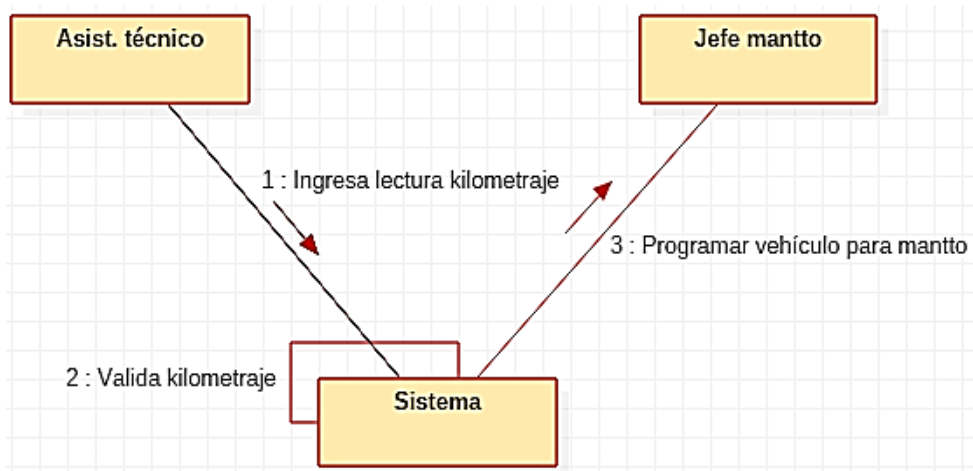 Asist. técnico
Jefe mantto
1 : Ingresa lectura kilometraje
3 : Programar vehículo para mantto
2 : Valida kilometraje
Sistema